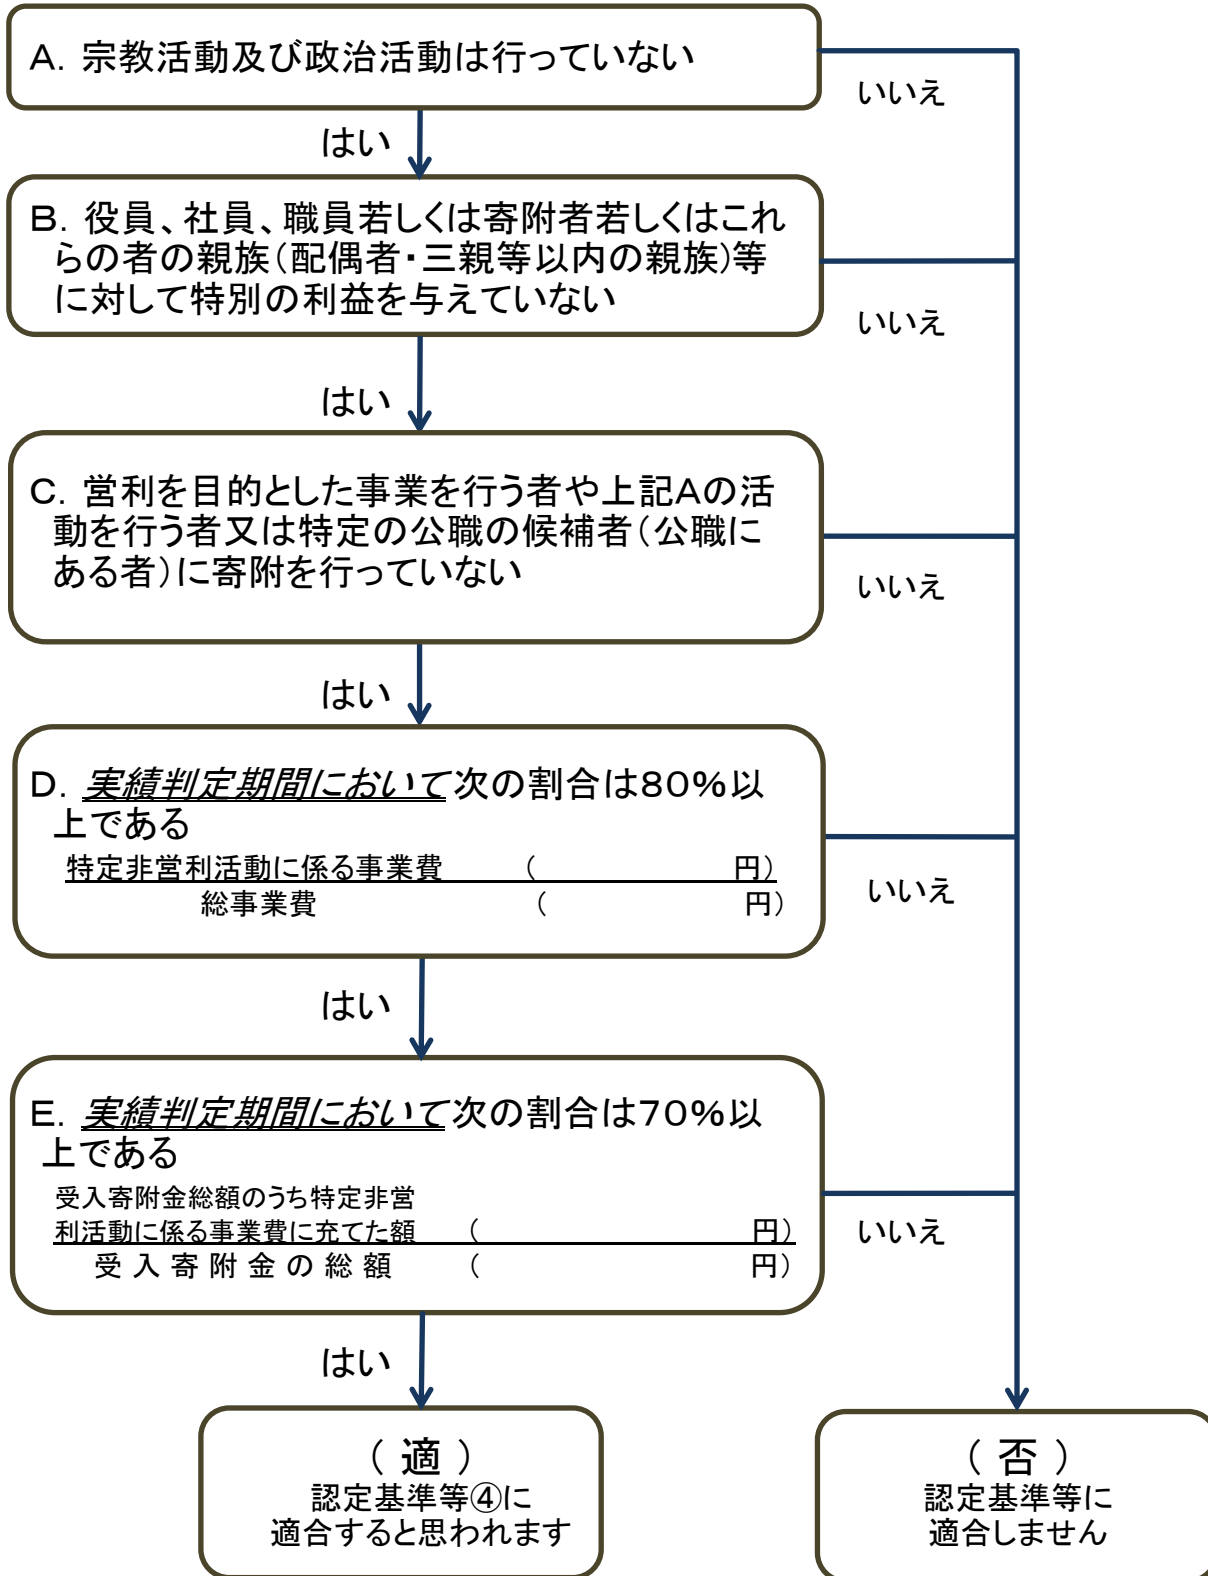 A. 宗教活動及び政治活動は行っていない
いいえ
はい
B. 役員、社員、職員若しくは寄附者若しくはこれ
らの者の親族(配偶者・三親等以内の親族)等
に対して特別の利益を与えていない
いいえ
はい
C. 営利を目的とした事業を行う者や上記Aの活
動を行う者又は特定の公職の候補者(公職に
ある者)に寄附を行っていない
いいえ
はい
D. 実績判定期間において次の割合は80%以
上である
特定非営利活動に係る事業費 ( 円)
総事業費 ( 円)
いいえ
はい
E. 実績判定期間において次の割合は70%以
上である
受入寄附金総額のうち特定非営
利活動に係る事業費に充てた額 ( 円)
受入寄附金の総額 ( 円)
いいえ
はい
(適)
認定基準等④に
適合すると思われます
(否)
認定基準等に
適合しません